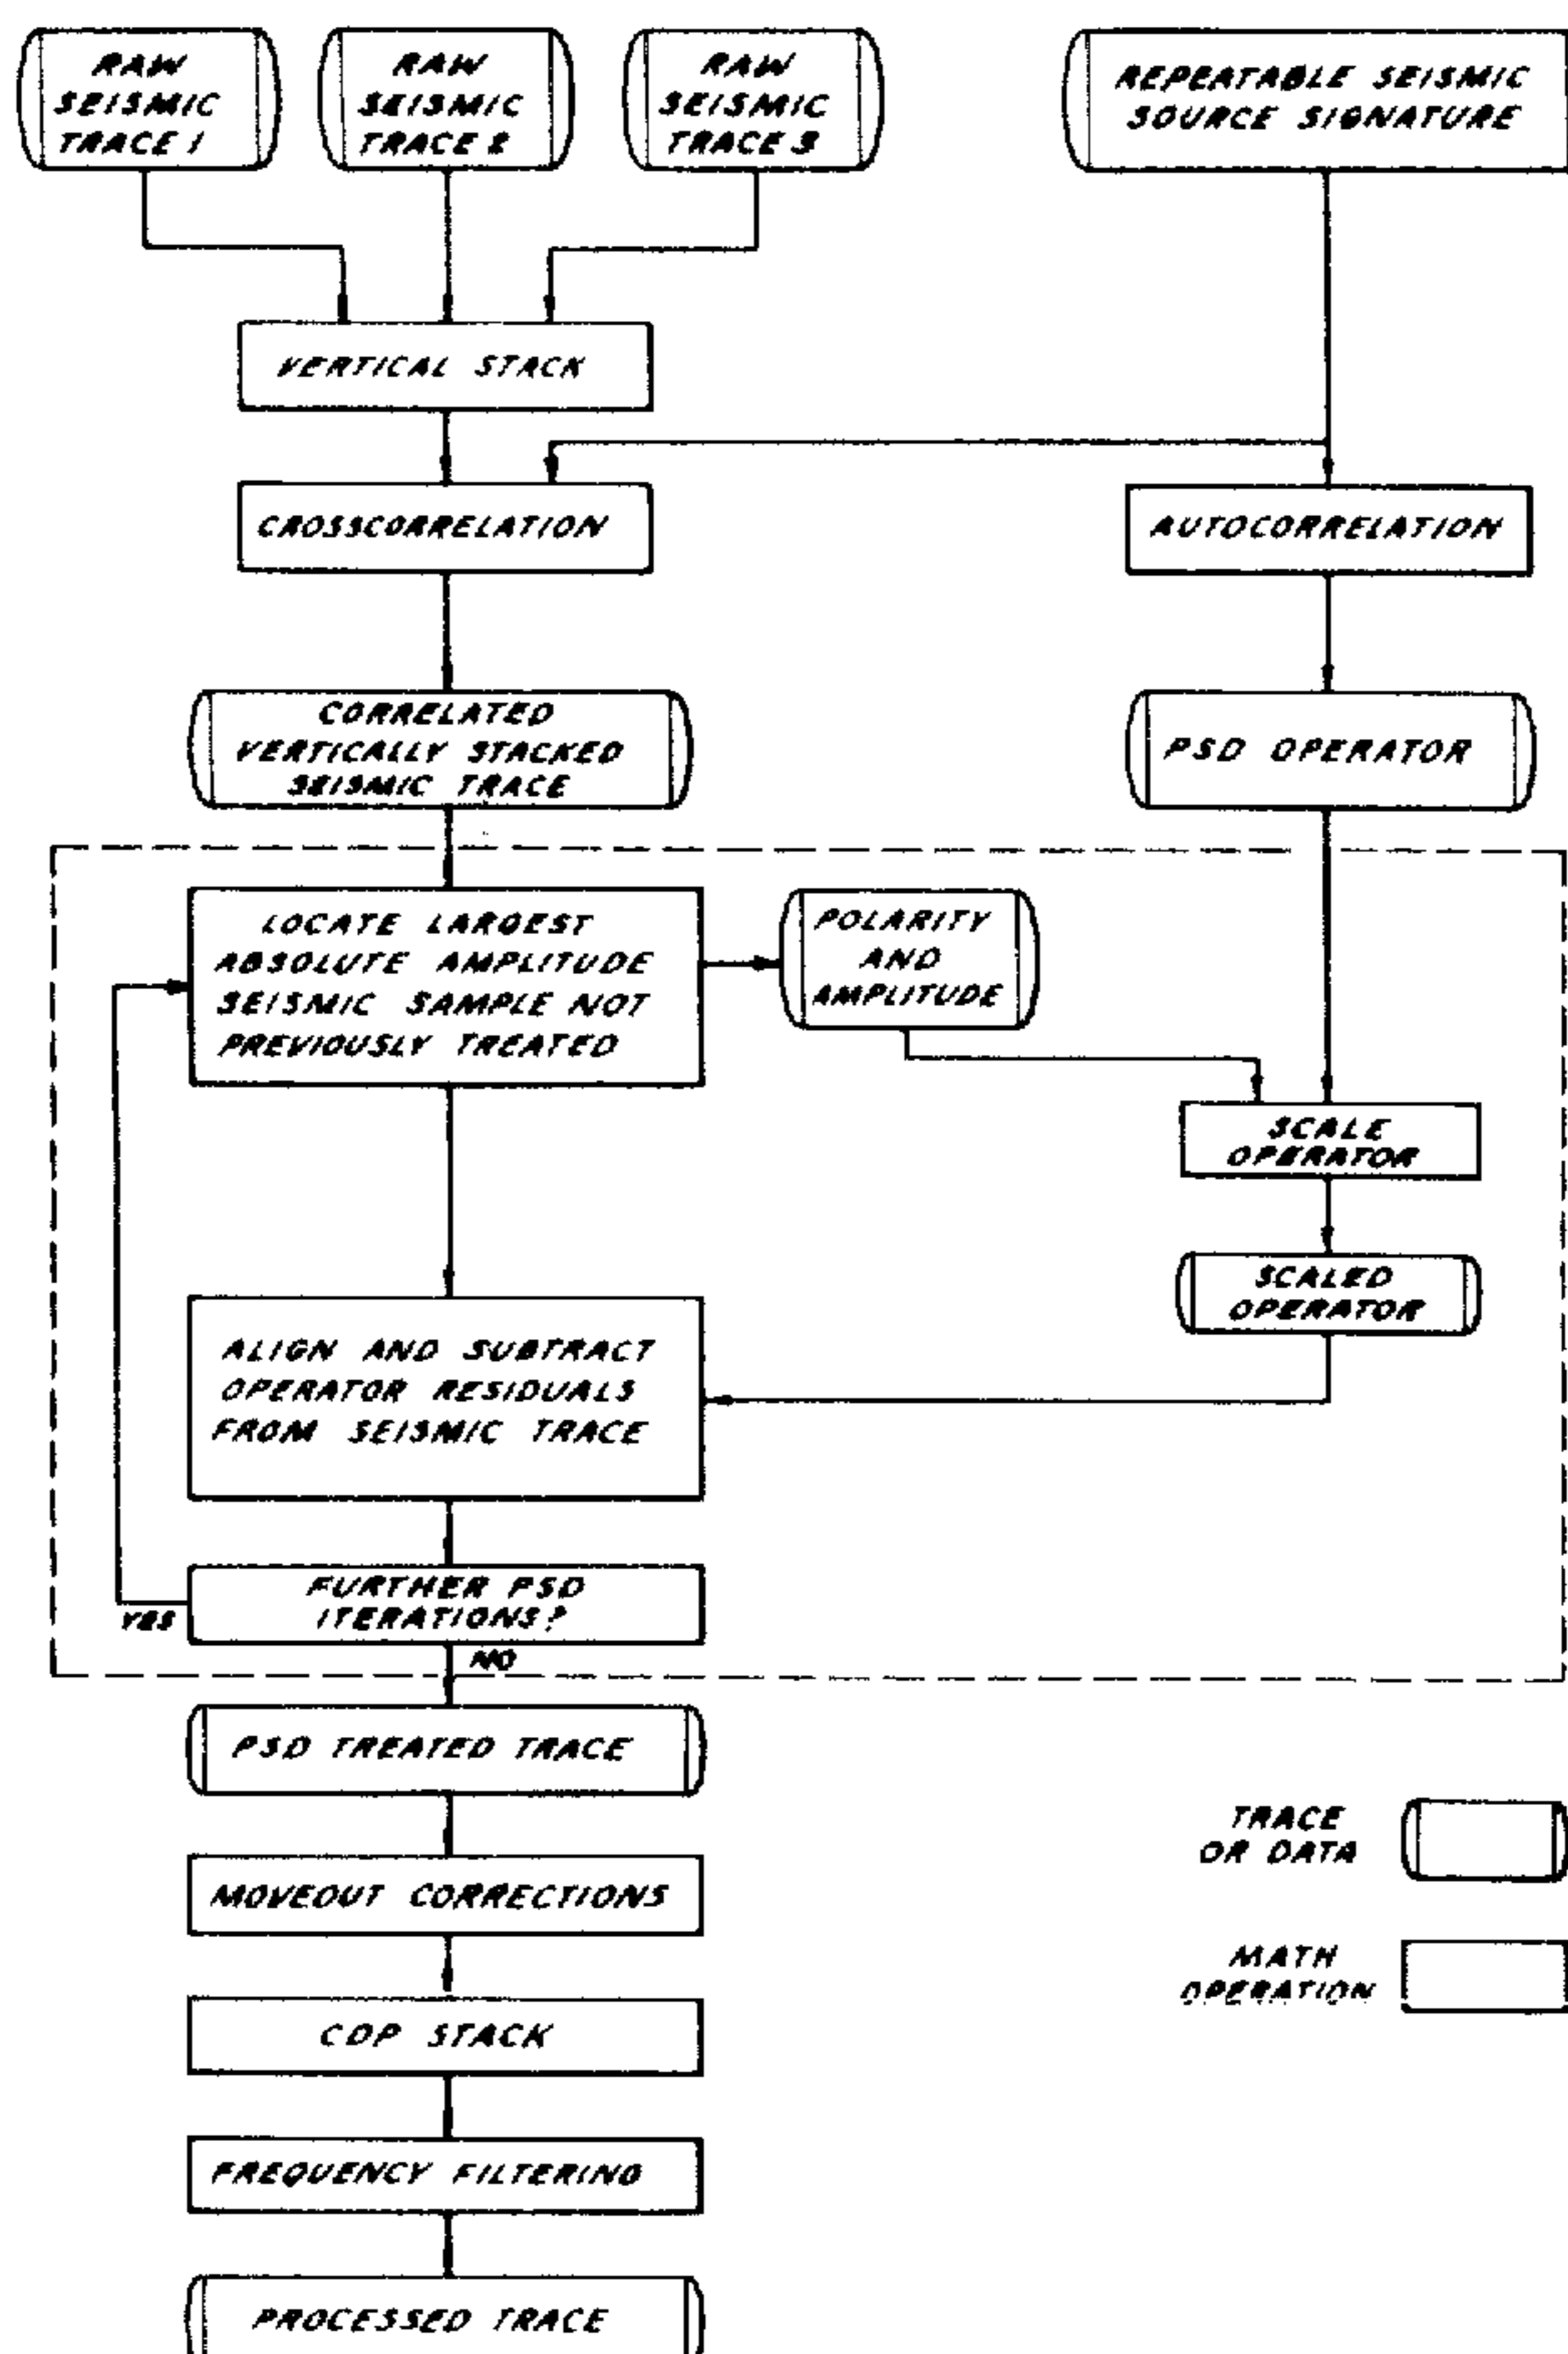 RAW
SEISMIC
TRACE 1
RAW
SEISMIC
TRACE 2
RAW
SEISMIC
TRACE 3
REPEATABLE SEISMIC
SOURCE SIGNATURE
VERTICAL STACK
CROSSCORRELATION
AUTOCORRELATION
CORRELATED
VERTICALLY STACKED
SEISMIC TRACE
PSD OPERATOR
LOCATE LARGEST
ABSOLUTE AMPLITUDE
SEISMIC SAMPLE NOT
PREVIOUSLY TREATED
POLARITY
AND
AMPLITUDE
SCALE
OPERATOR
SCALED
OPERATOR
ALIGN AND SUBTRACT
OPERATOR RESIDUALS
FROM SEISMIC TRACE
FURTHER PSD
ITERATIONS?
YES
NO
PSD TREATED TRACE
MOVEOUT CORRECTIONS
CDP STACK
FREQUENCY FILTERING
PROCESSED TRACE
TRACE
OR DATA
MATH
OPERATION